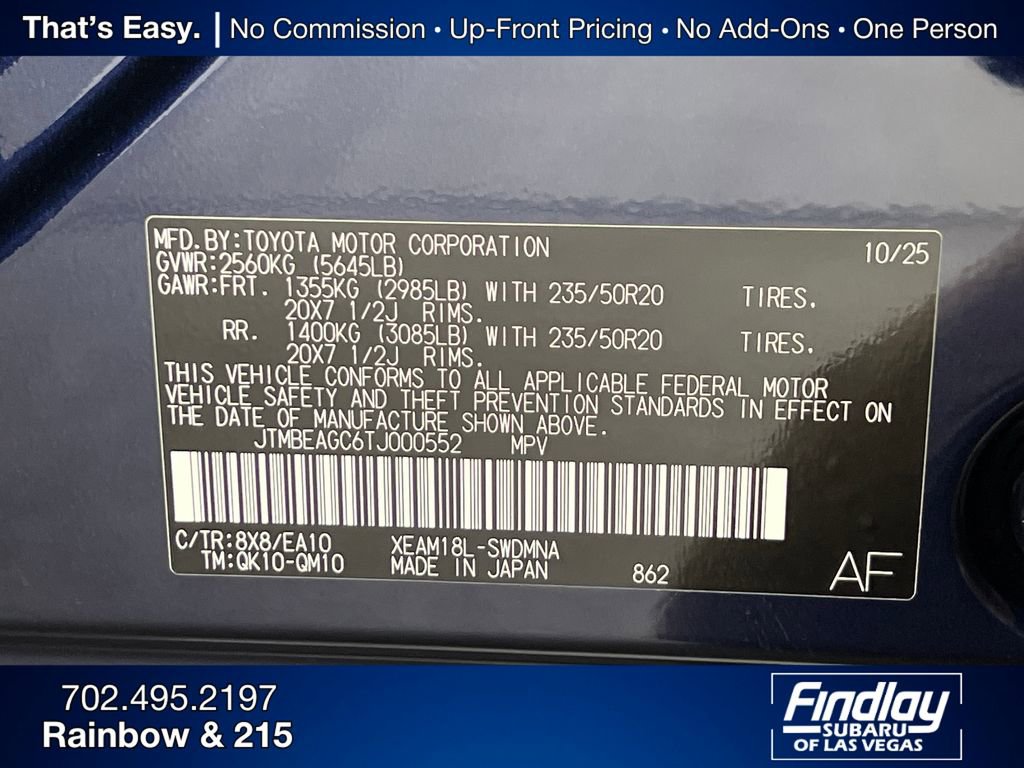 That's Easy. | No Commission • Up-Front Pricing • No Add-Ons • One Person
MFD.BY:TOYOTA MOTOR CORPORATION 10/25
GVWR:2560KG (5645LB)
GAWR:FRT. 1355KG (2985LB) WITH 235/50R20 TIRES.
20X7 1/2J RIMS.
RR. 1400KG (3085LB) WITH 235/50R20 TIRES.
20X7 1/2J RIMS.
THIS VEHICLE CONFORMS TO ALL APPLICABLE FEDERAL MOTOR
VEHICLE SAFETY AND THEFT PREVENTION STANDARDS IN EFFECT ON
THE DATE OF MANUFACTURE SHOWN ABOVE.
JTMBEAGC6TJ000552 MPV
C/TR:8X8/EA10 XEAM18L-SWDMNA
TM:QK10-QM10 MADE IN JAPAN 862 AF
702.495.2197
Rainbow & 215
Findlay
SUBARU
OF LAS VEGAS